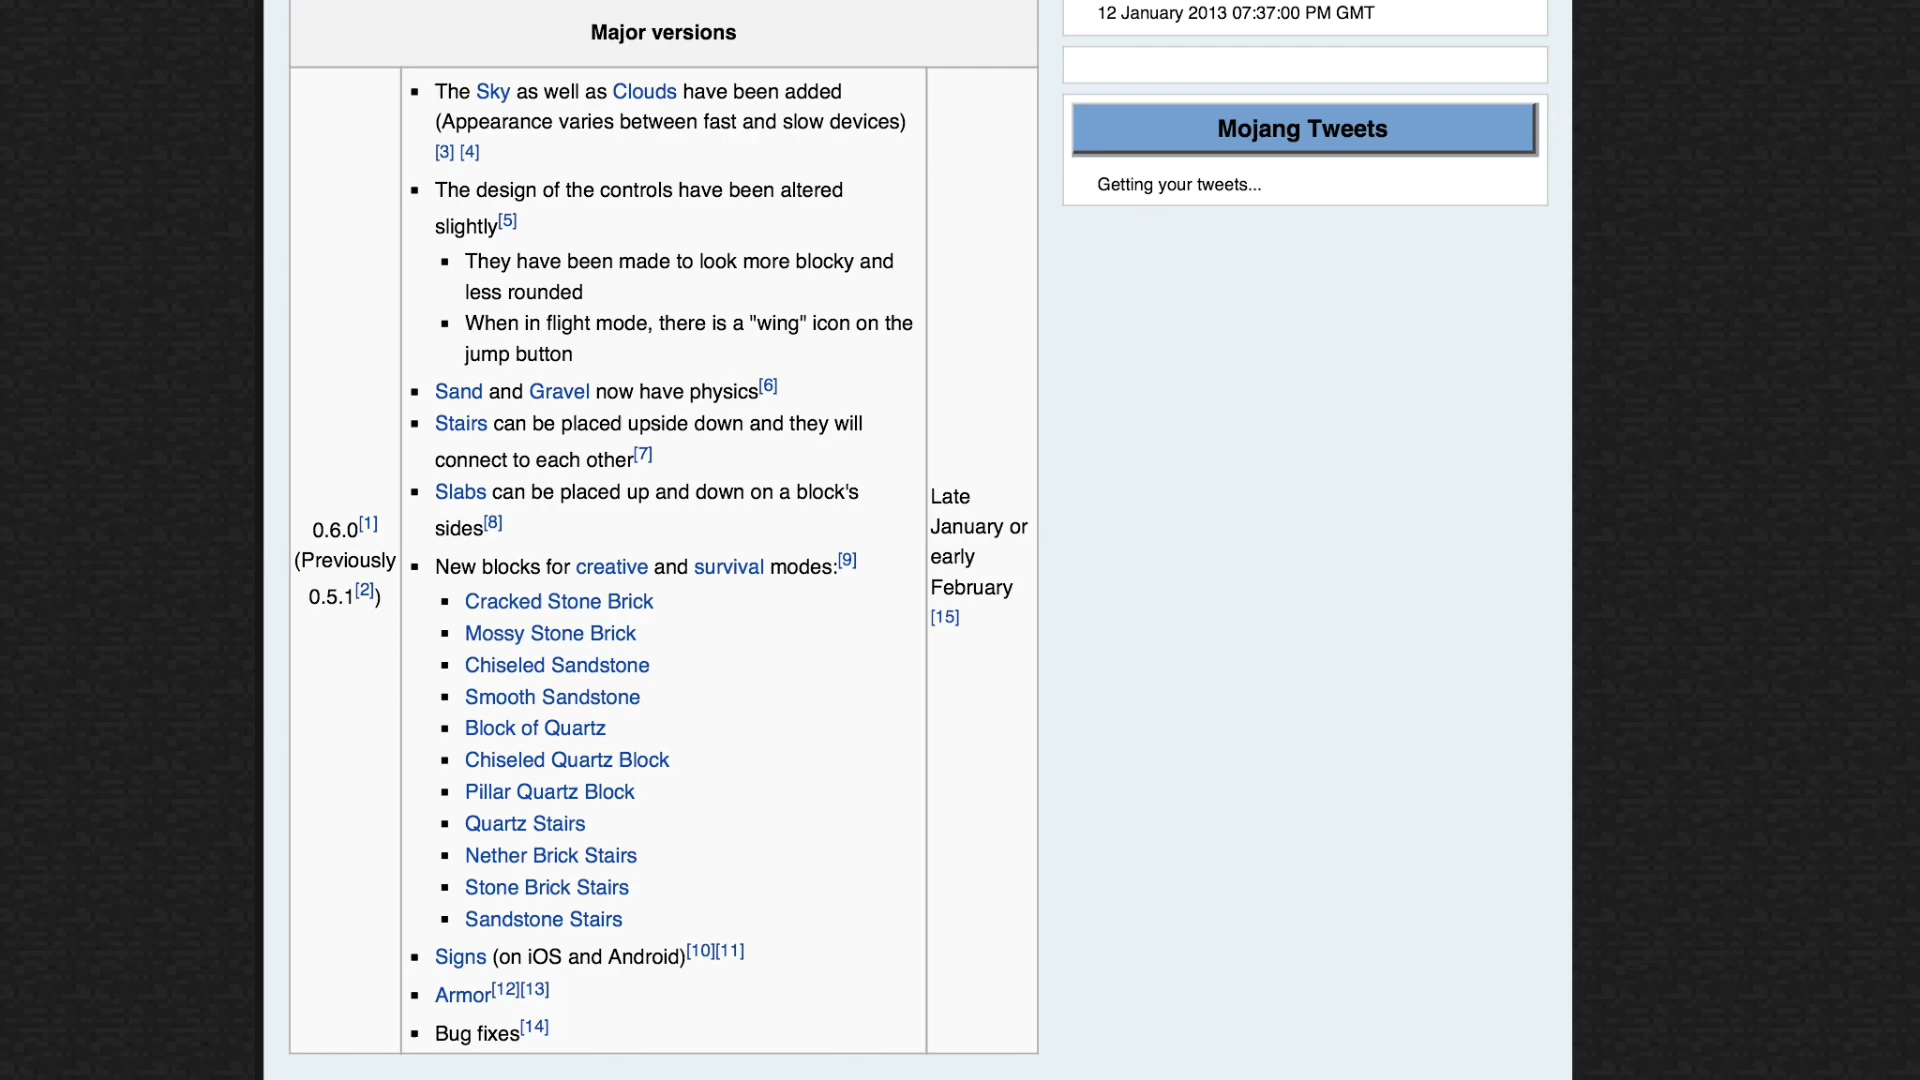 Major versions
The Sky as well as Clouds have been added
(Appearance varies between fast and slow devices)
[3] [4]
The design of the controls have been altered
slightly[5]
They have been made to look more blocky and
less rounded
When in flight mode, there is a "wing" icon on the
jump button
Sand and Gravel now have physics[6]
Stairs can be placed upside down and they will
connect to each other[7]
Slabs can be placed up and down on a block's
sides[8]
0.6.0[1]
(Previously
0.5.1[2])
New blocks for creative and survival modes:[9]
Cracked Stone Brick
Mossy Stone Brick
Chiseled Sandstone
Smooth Sandstone
Block of Quartz
Chiseled Quartz Block
Pillar Quartz Block
Quartz Stairs
Nether Brick Stairs
Stone Brick Stairs
Sandstone Stairs
Signs (on iOS and Android)[10][11]
Armor[12][13]
Bug fixes[14]
Late
January or
early
February
[15]
12 January 2013 07:37:00 PM GMT
Mojang Tweets
Getting your tweets...